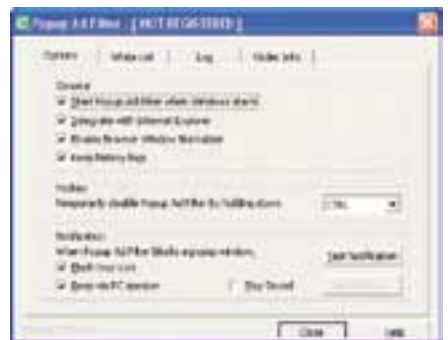 Popup Ad Filter - [ NOT REGISTERED ]
Options White List Log Order Info
General
Start Popup Ad Filter when Windows starts
Integrate with Internet Explorer
Enable Browser Window
Keep History logs
Hotkey
Temporarily disable Popup Ad Filter by holding down
Notification
When Popup Ad Filter blocks a popup window,
Test Notification
Flash tray icon
Beep via PC speaker Play Sound
Close Help